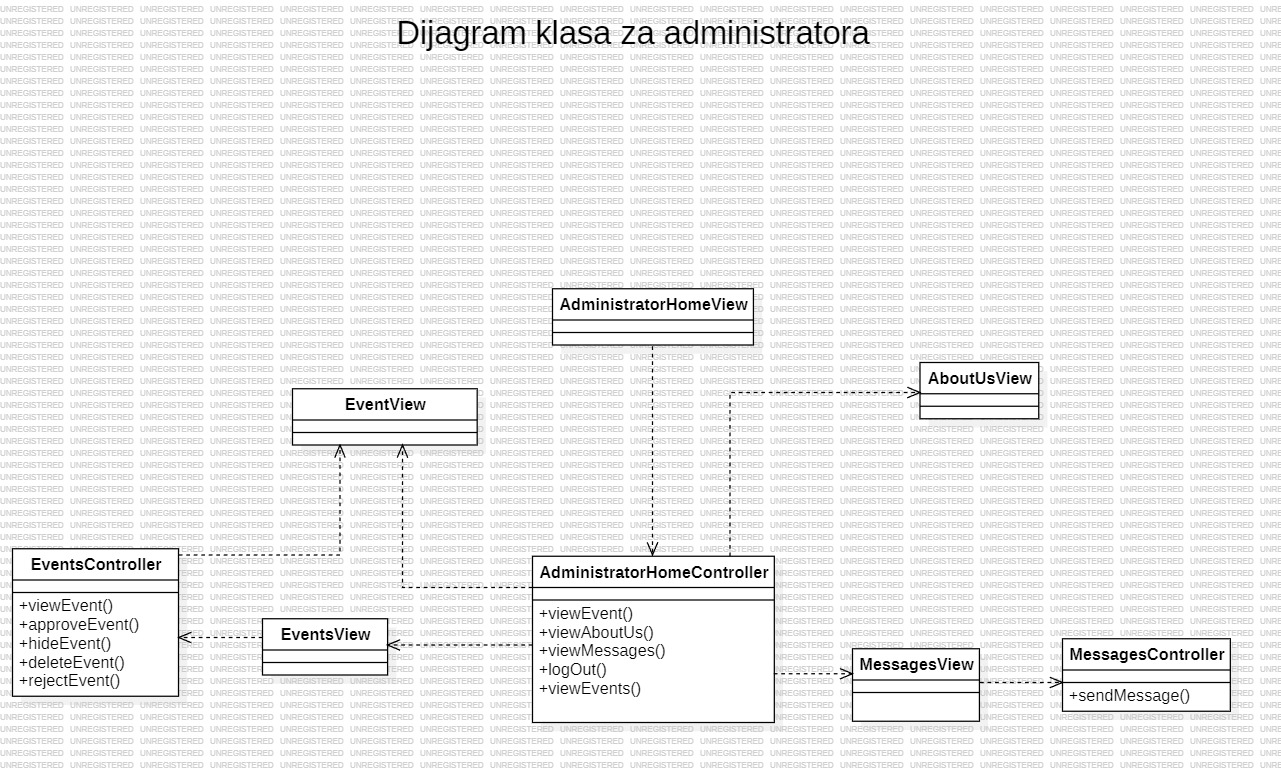 Dijagram klasa za administratora
AdministratorHomeView
AboutUsView
EventView
EventsController
+viewEvent()
+approveEvent()
+hideEvent()
+deleteEvent()
+rejectEvent()
EventsView
AdministratorHomeController
+viewEvent()
+viewAboutUs()
+viewMessages()
+logOut()
+viewEvents()
MessagesView
MessagesController
+sendMessage()
UNREGISTERED